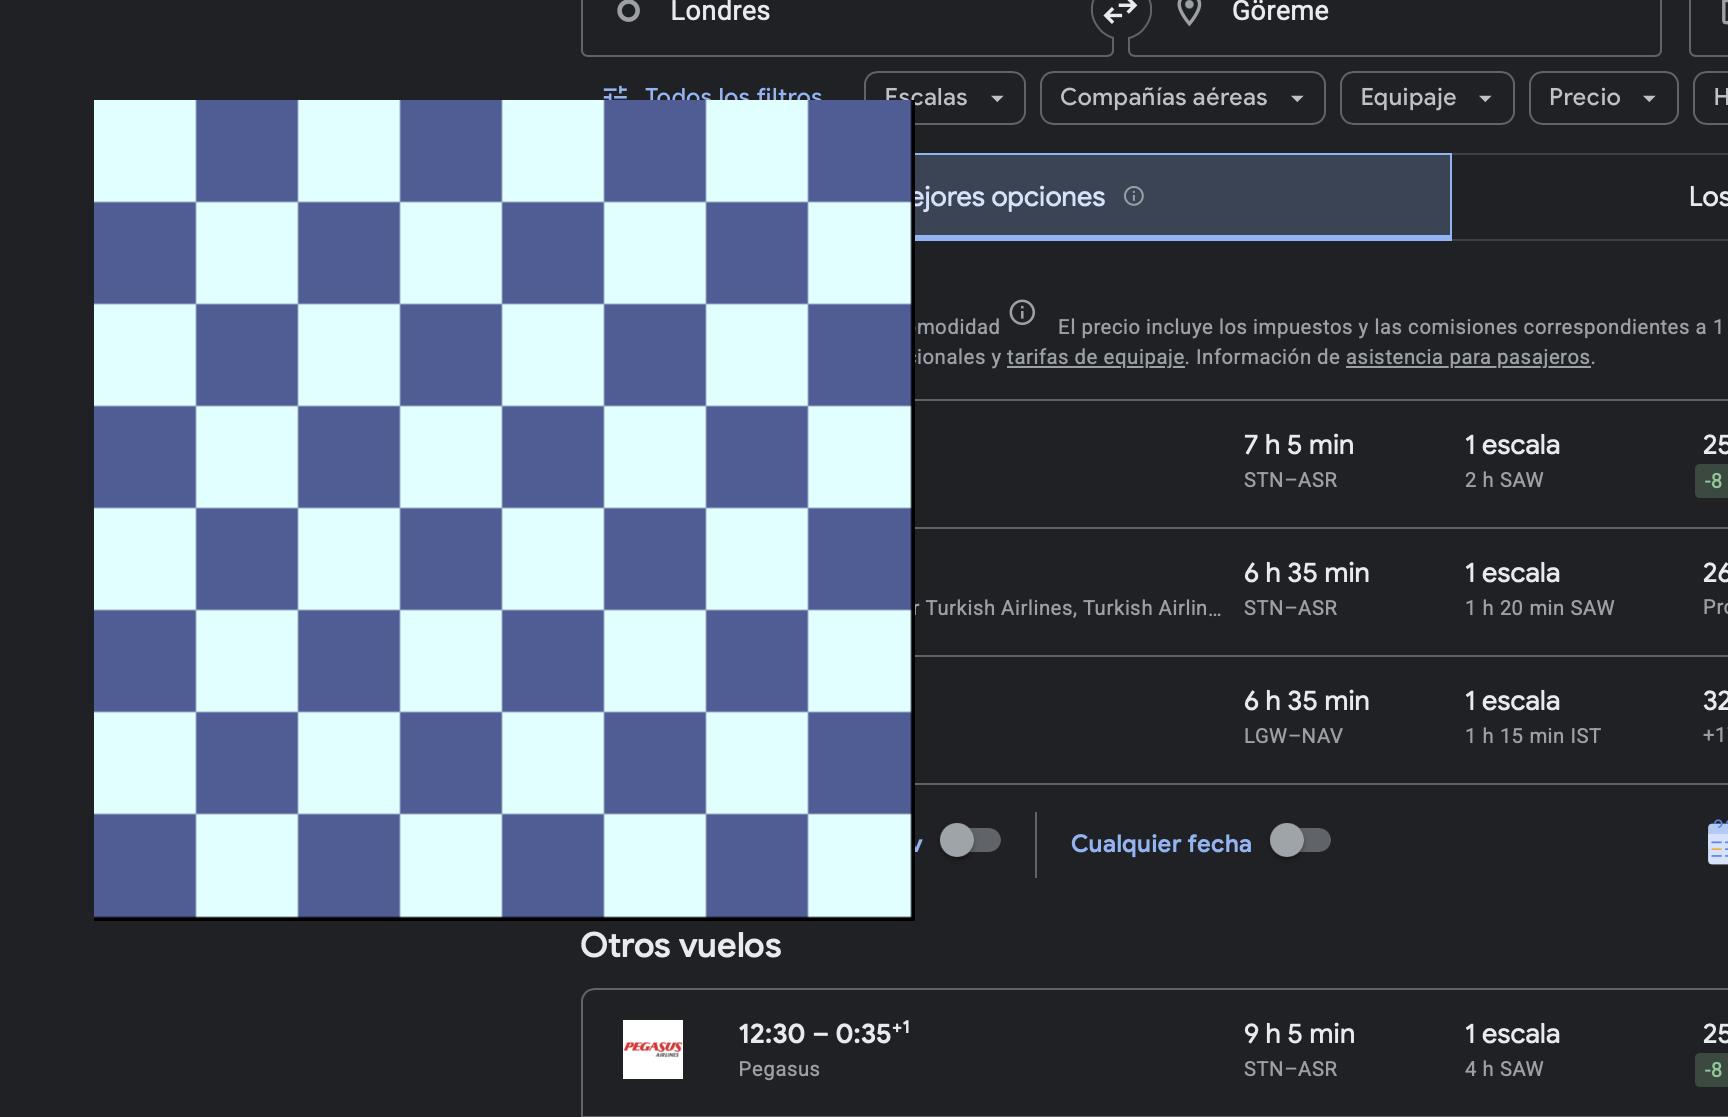 Londres
Göreme
Todos los filtros
Escalas
Compañías aéreas
Equipaje
Precio
H
ejores opciones
Los
modidad
El precio incluye los impuestos y las comisiones correspondientes a 1
cionales y tarifas de equipaje. Información de asistencia para pasajeros.
7 h 5 min
1 escala
25
STN–ASR
2 h SAW
-8
6 h 35 min
1 escala
26
r Turkish Airlines, Turkish Airlin...
STN–ASR
1 h 20 min SAW
Pro
6 h 35 min
1 escala
32
LGW–NAV
1 h 15 min IST
+1
v
Cualquier fecha
Otros vuelos
PEGASUS
AIRLINES
12:30 – 0:35+1
9 h 5 min
1 escala
25
Pegasus
STN–ASR
4 h SAW
-8